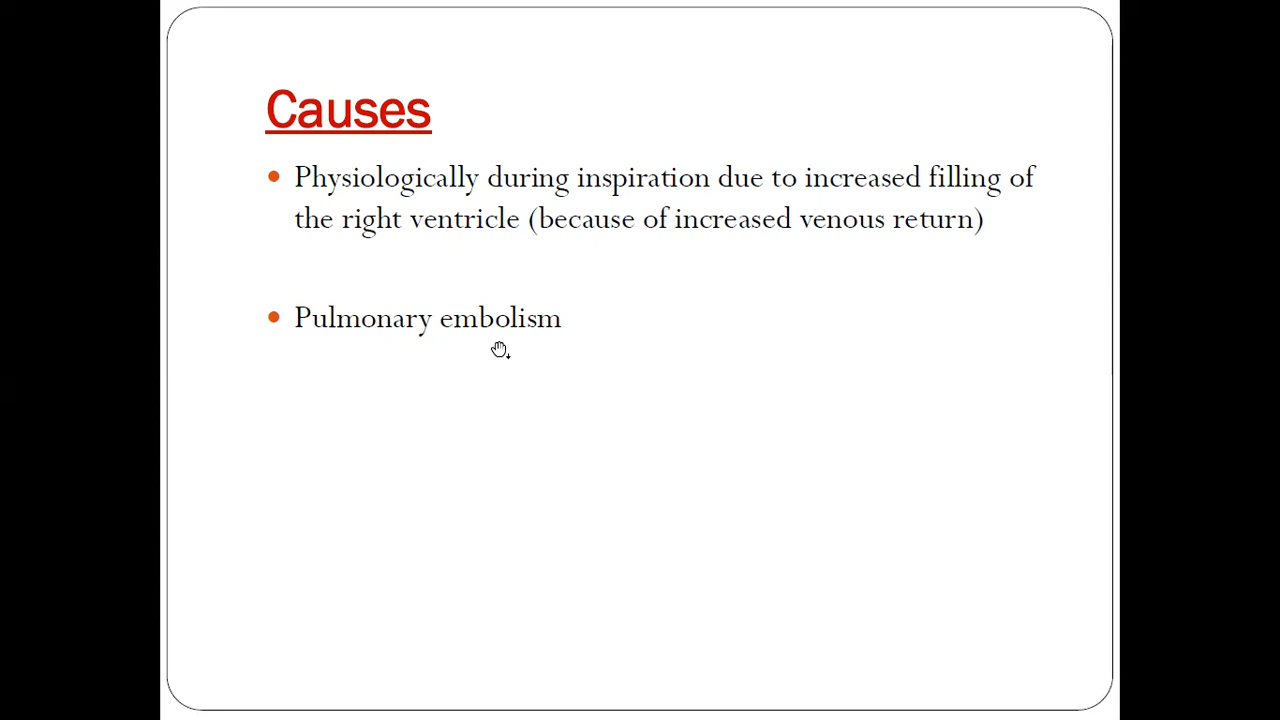 Causes
Physiologically during inspiration due to increased filling of
the right ventricle (because of increased venous return)
Pulmonary embolism